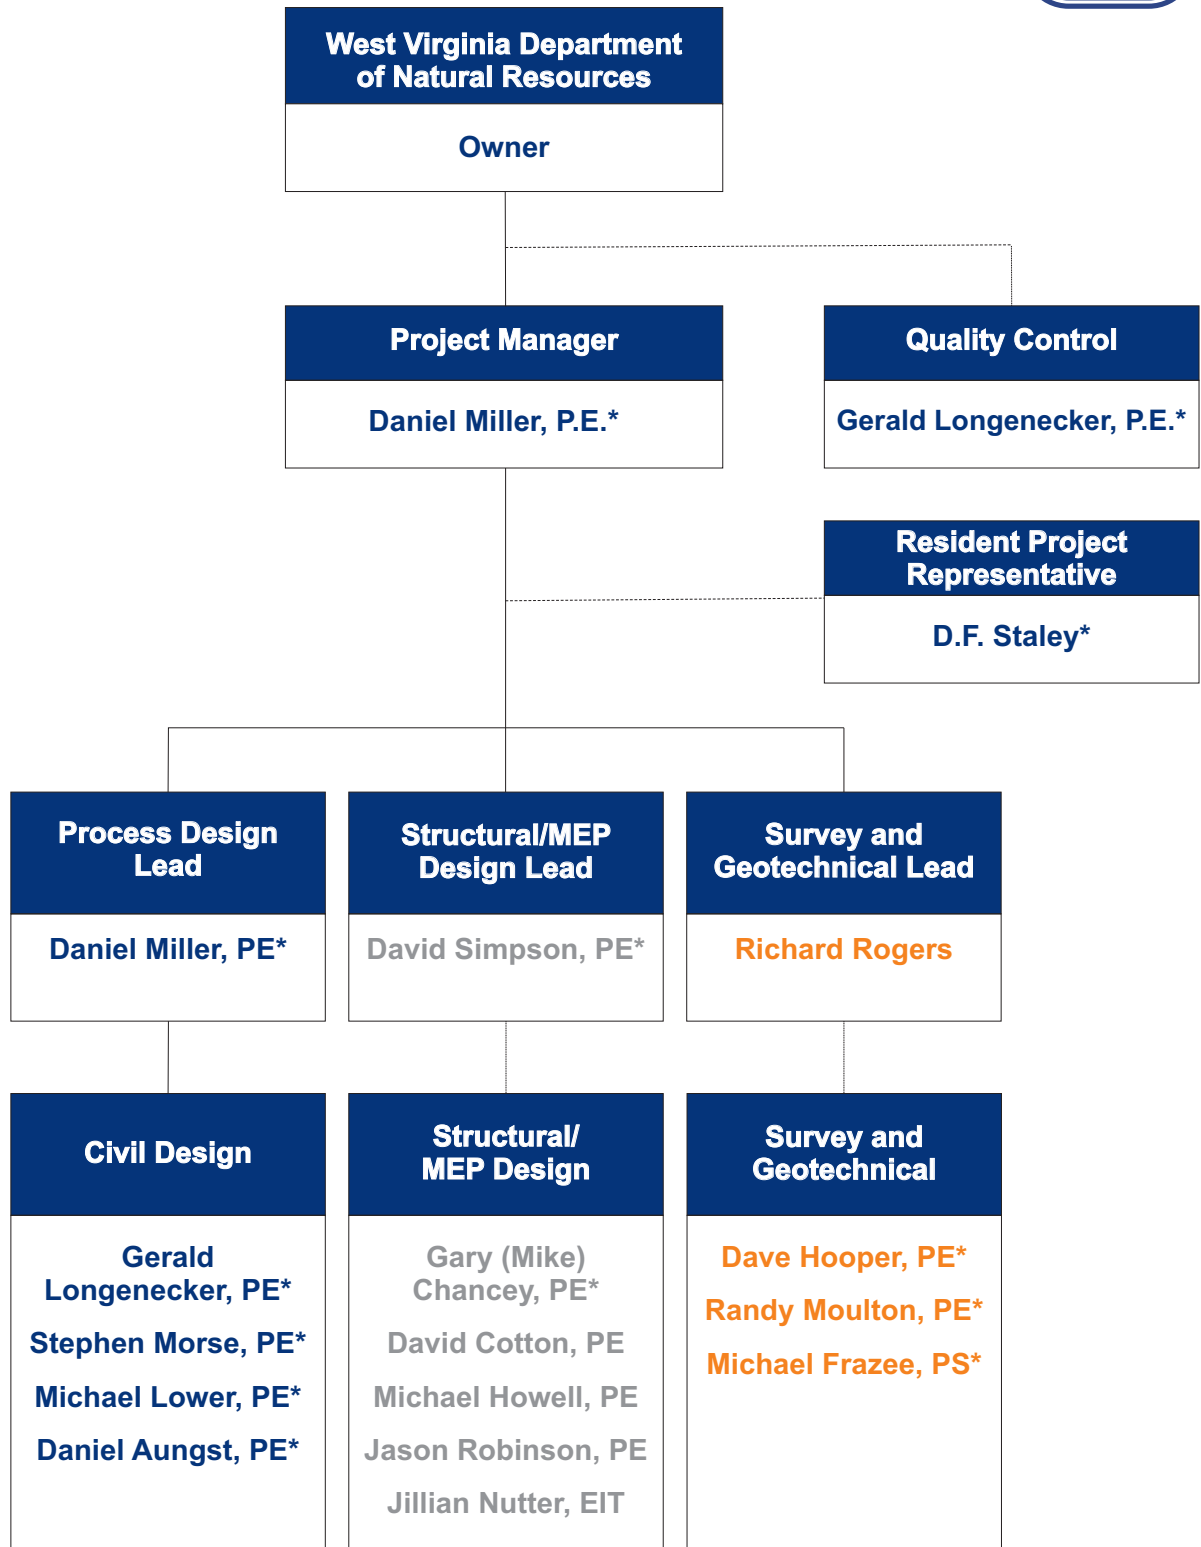 West Virginia Department
of Natural Resources
Owner
Project Manager
Daniel Miller, P.E.*
Quality Control
Gerald Longenecker, P.E.*
Resident Project
Representative
D.F. Staley*
Process Design
Lead
Daniel Miller, PE*
Structural/MEP
Design Lead
David Simpson, PE*
Survey and
Geotechnical Lead
Richard Rogers
Civil Design
Gerald
Longenecker, PE*
Stephen Morse, PE*
Michael Lower, PE*
Daniel Aungst, PE*
Structural/
MEP Design
Gary (Mike)
Chancey, PE*
David Cotton, PE
Michael Howell, PE
Jason Robinson, PE
Jillian Nutter, EIT
Survey and
Geotechnical
Dave Hooper, PE*
Randy Moulton, PE*
Michael Frazee, PS*